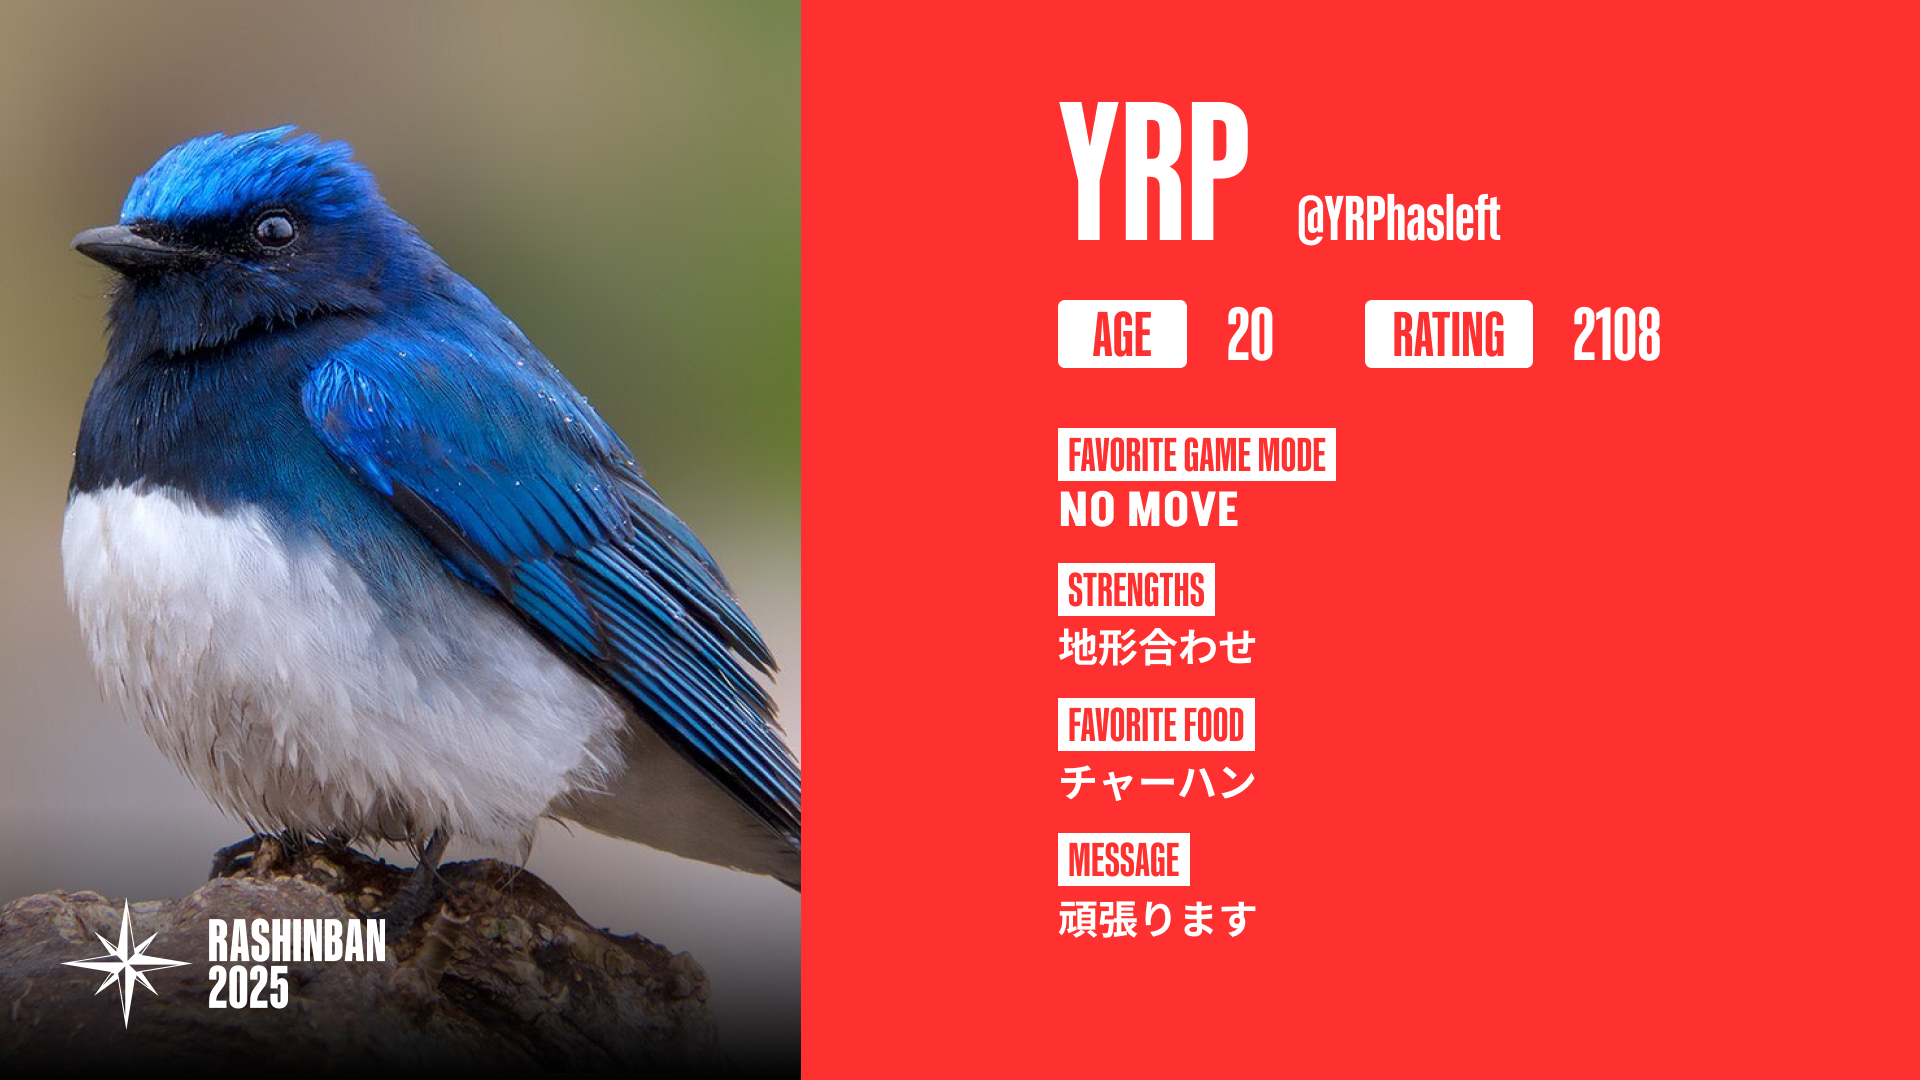 YRP
@YRPhasleft
AGE 20 RATING 2108
FAVORITE GAME MODE
NO MOVE
STRENGTHS
地形合わせ
FAVORITE FOOD
チャーハン
MESSAGE
頑張ります
RASHINBAN
2025